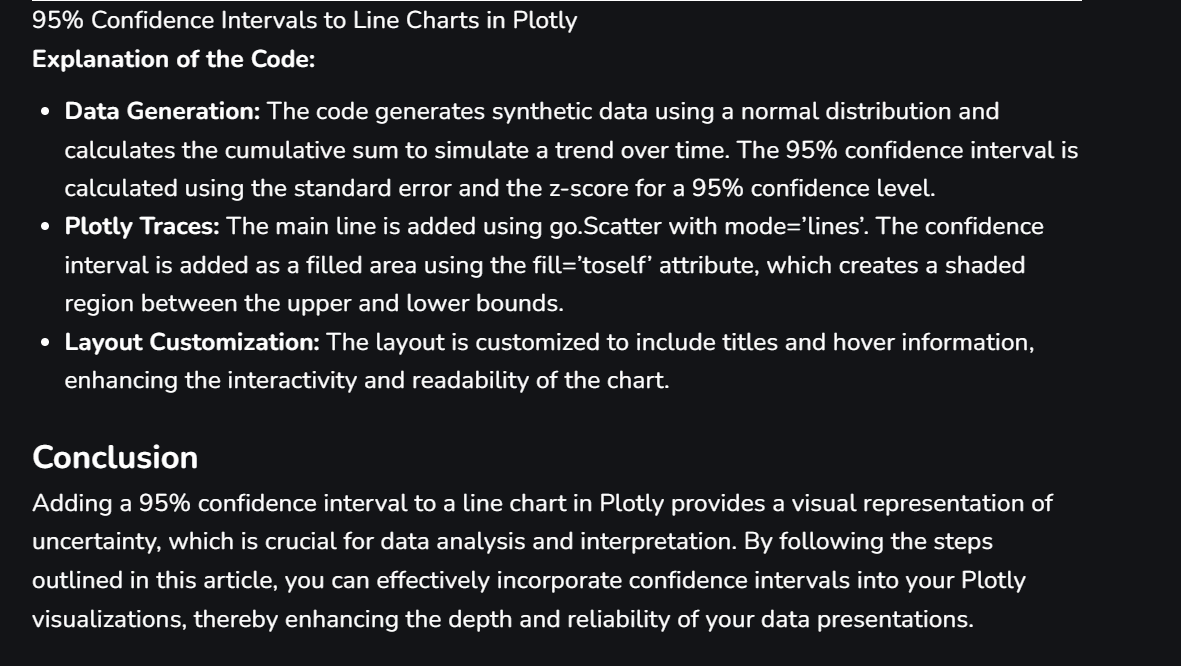 95% Confidence Intervals to Line Charts in Plotly
Explanation of the Code:
• Data Generation: The code generates synthetic data using a normal distribution and
calculates the cumulative sum to simulate a trend over time. The 95% confidence interval is
calculated using the standard error and the z-score for a 95% confidence level.
• Plotly Traces: The main line is added using go.Scatter with mode=’lines’. The confidence
interval is added as a filled area using the fill=’toself’ attribute, which creates a shaded
region between the upper and lower bounds.
• Layout Customization: The layout is customized to include titles and hover information,
enhancing the interactivity and readability of the chart.
Conclusion
Adding a 95% confidence interval to a line chart in Plotly provides a visual representation of
uncertainty, which is crucial for data analysis and interpretation. By following the steps
outlined in this article, you can effectively incorporate confidence intervals into your Plotly
visualizations, thereby enhancing the depth and reliability of your data presentations.